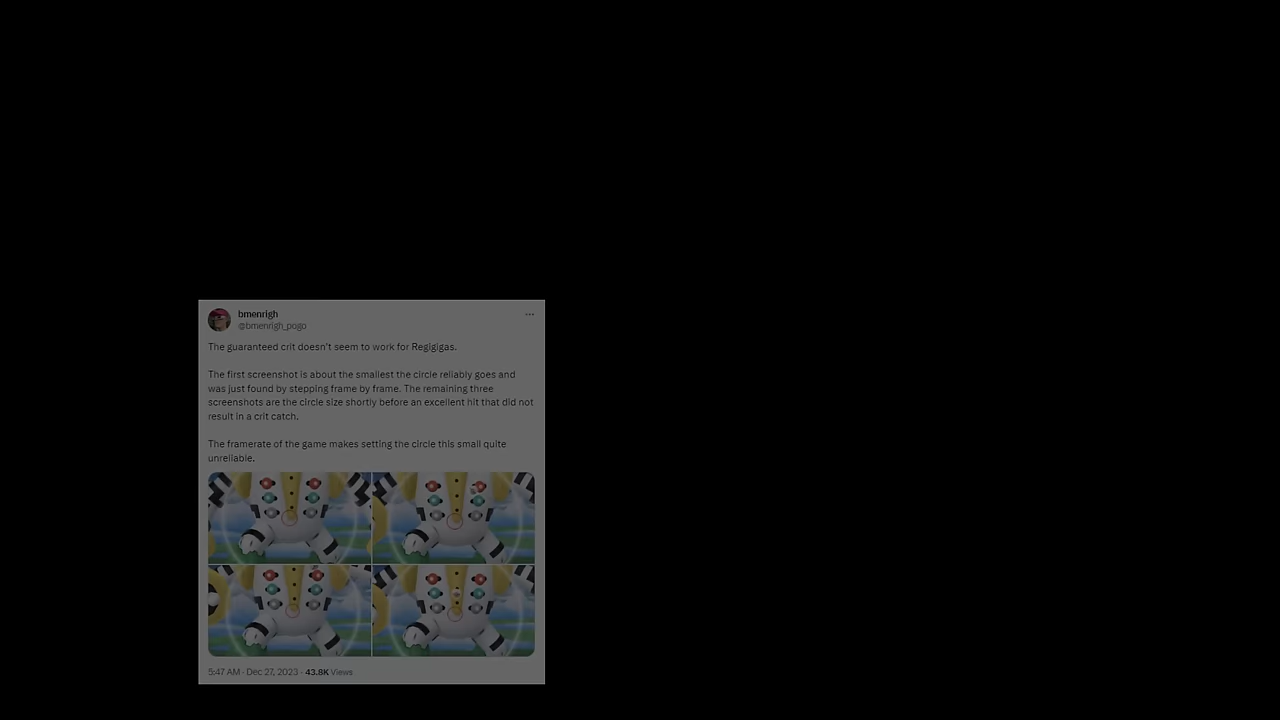 bmenrigh
@bmenrigh_pogo
The guaranteed crit doesn't seem to work for Regigigas.
The first screenshot is about the smallest the circle reliably goes and
was just found by stepping frame by frame. The remaining three
screenshots are the circle size shortly before an excellent hit that did not
result in a crit catch.
The framerate of the game makes setting the circle this small quite
unreliable.
5:47 AM · Dec 27, 2023 · 43.8K Views